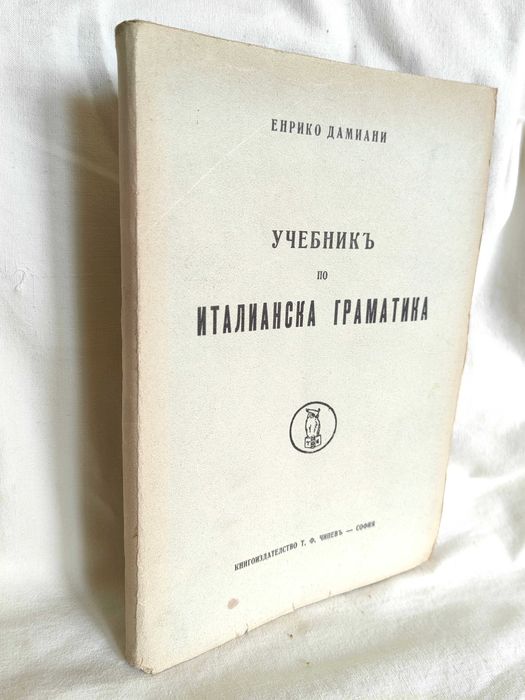 ЕНРИКО ДАМИАНИ
УЧЕБНИКЪ
по
ИТАЛИАНСКА ГРАМАТИКА
КНИГОИЗДАТЕЛСТВО Т. Ф. ЧИПЕВЪ — СОФИЯ